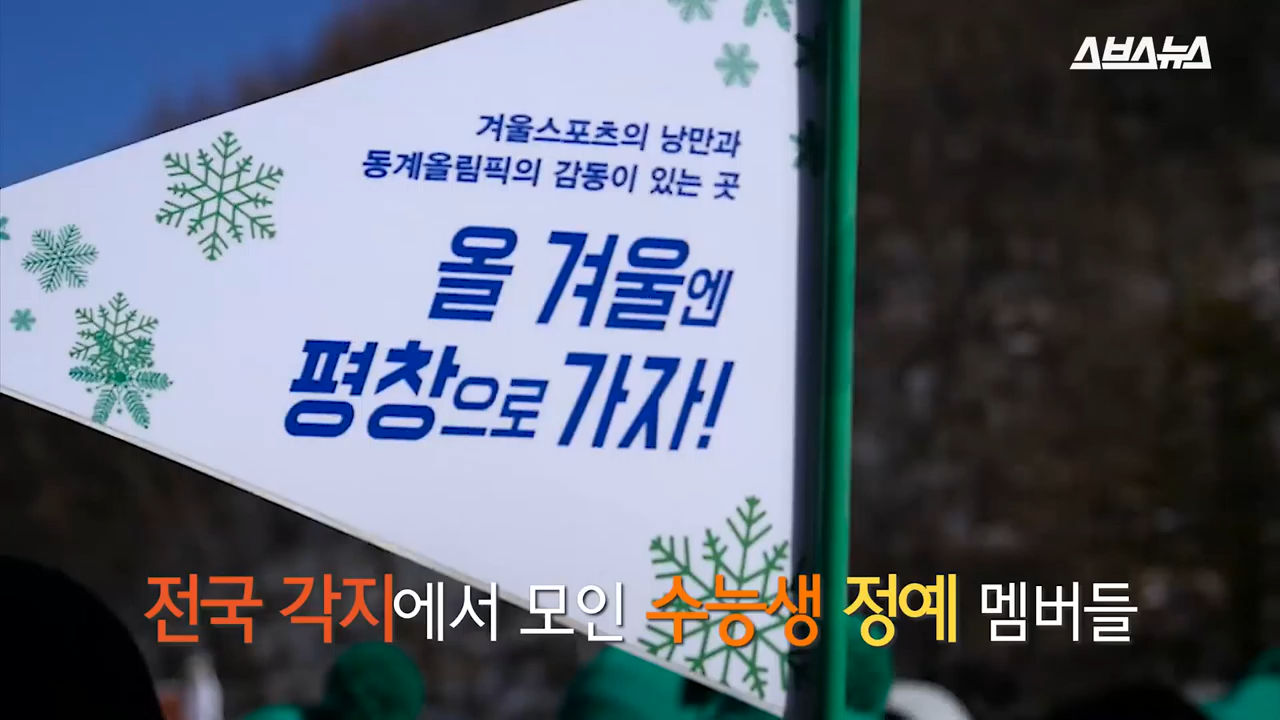 스브스뉴스
겨울스포츠의 낭만과
동계올림픽의 감동이 있는 곳
올 겨울엔
평창으로 가자!
전국 각지에서 모인 수능생 정예 멤버들